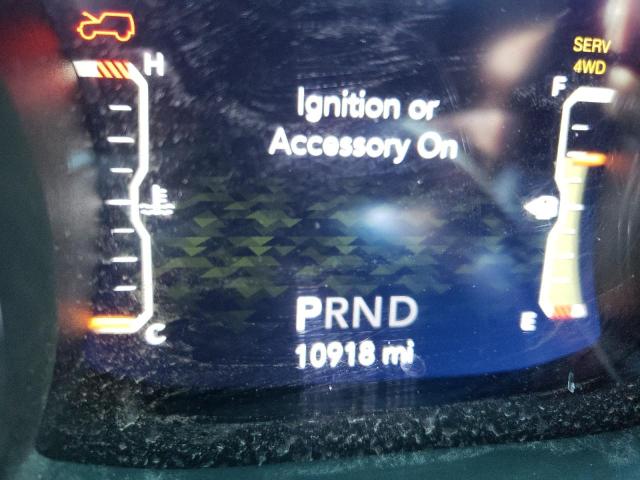 SERV
4WD
H
F
Ignition or
Accessory On
PRND
E
C
10918 mi